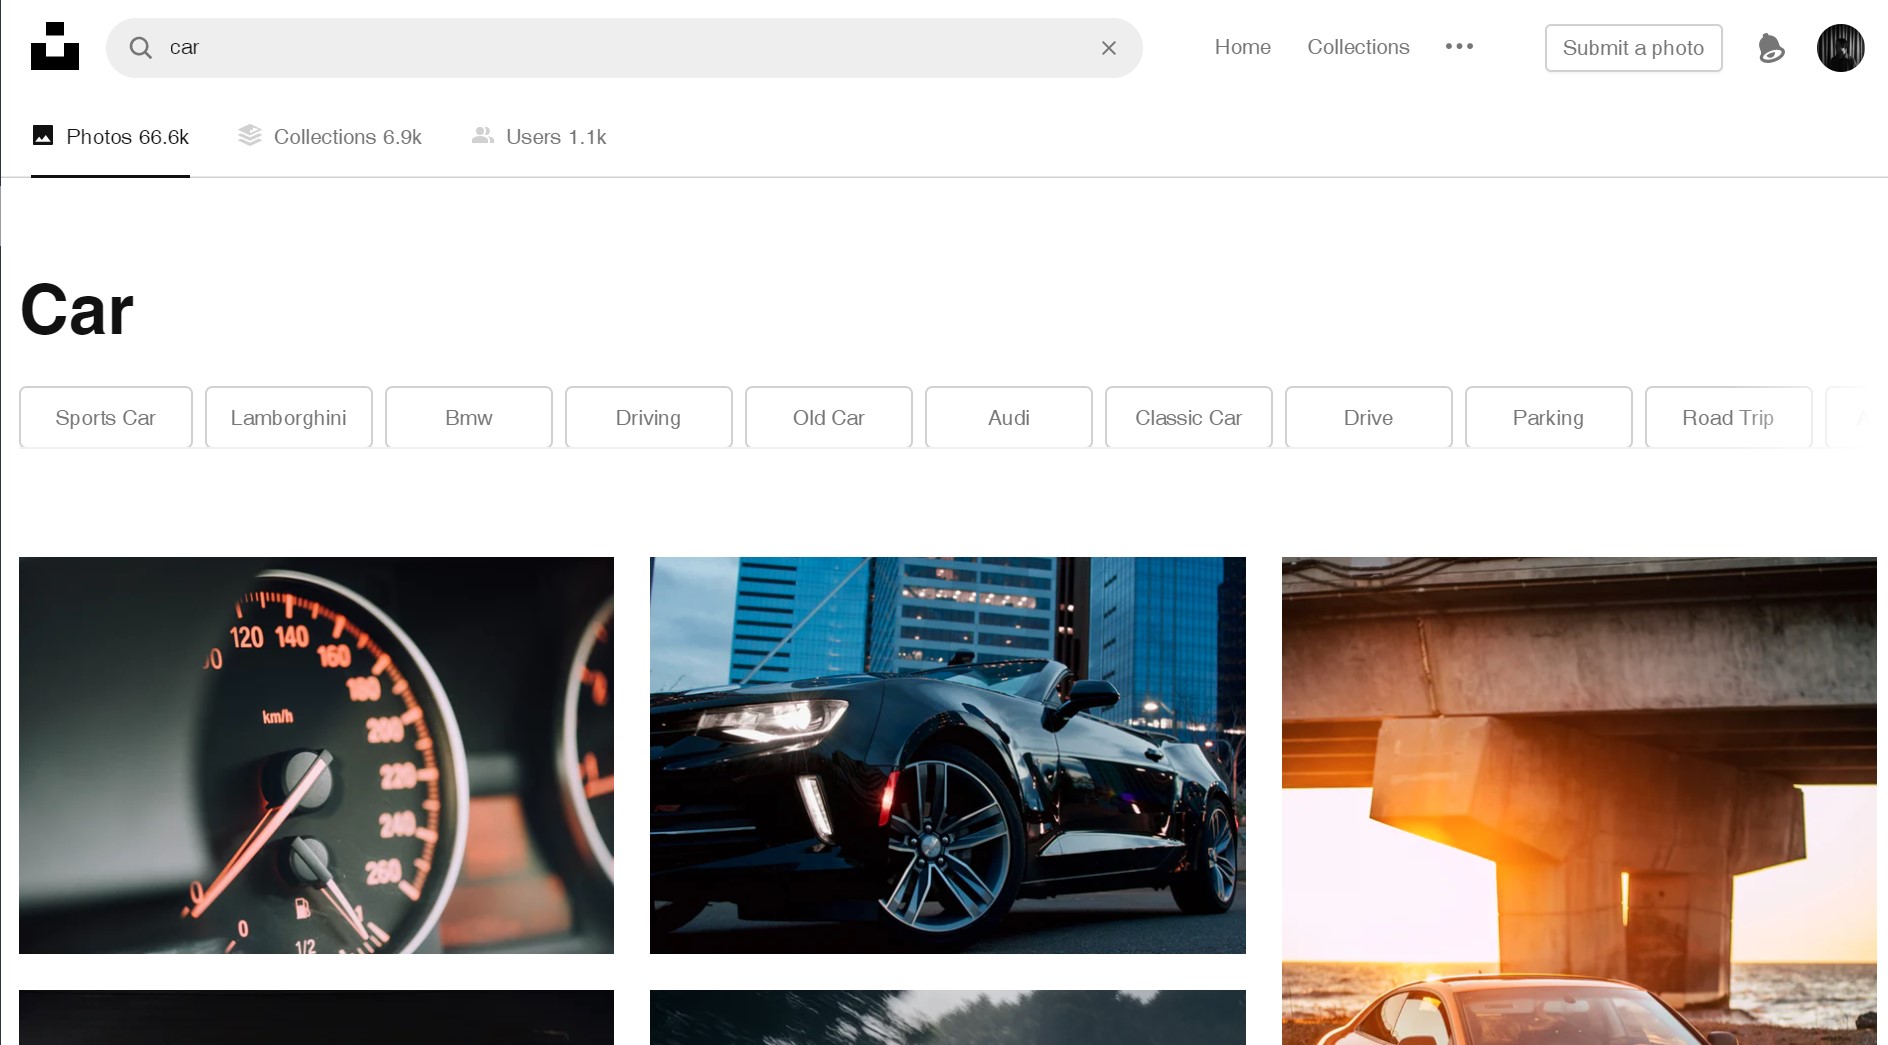 car
Home
Collections
Submit a photo
Photos 66.6k
Collections 6.9k
Users 1.1k
Car
Sports Car
Lamborghini
Bmw
Driving
Old Car
Audi
Classic Car
Drive
Parking
Road Trip
120 140
160
180
km/h
200
220
240
260
0
0
1/2
1